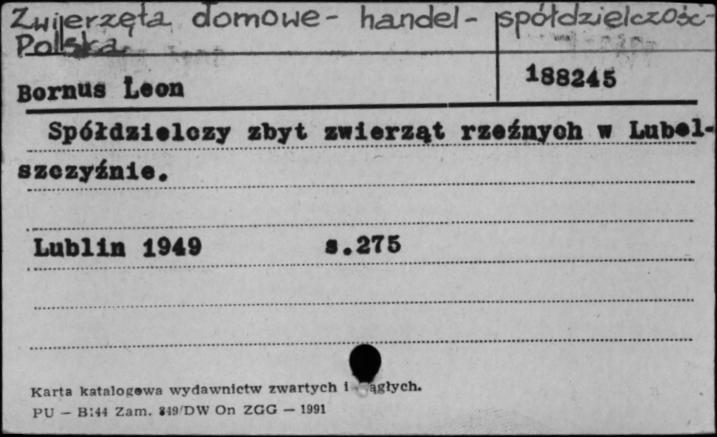 Zwierzęta domowe - handel - spółdzielczość -
Polska
Bornus Leon
188245
Spółdzielczy zbyt zwierząt rzeźnych w Lubel-
szczyźnie.
Lublin 1949 s.275
Karta katalogowa wydawnictw zwartych i ągłych.
PU — B:44 Zam. 849/DW On ZGG — 1991